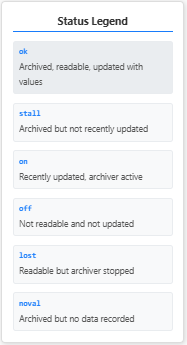 Status Legend
ok
Archived, readable, updated with
values
stall
Archived but not recently updated
on
Recently updated, archiver active
off
Not readable and not updated
lost
Readable but archiver stopped
noval
Archived but no data recorded